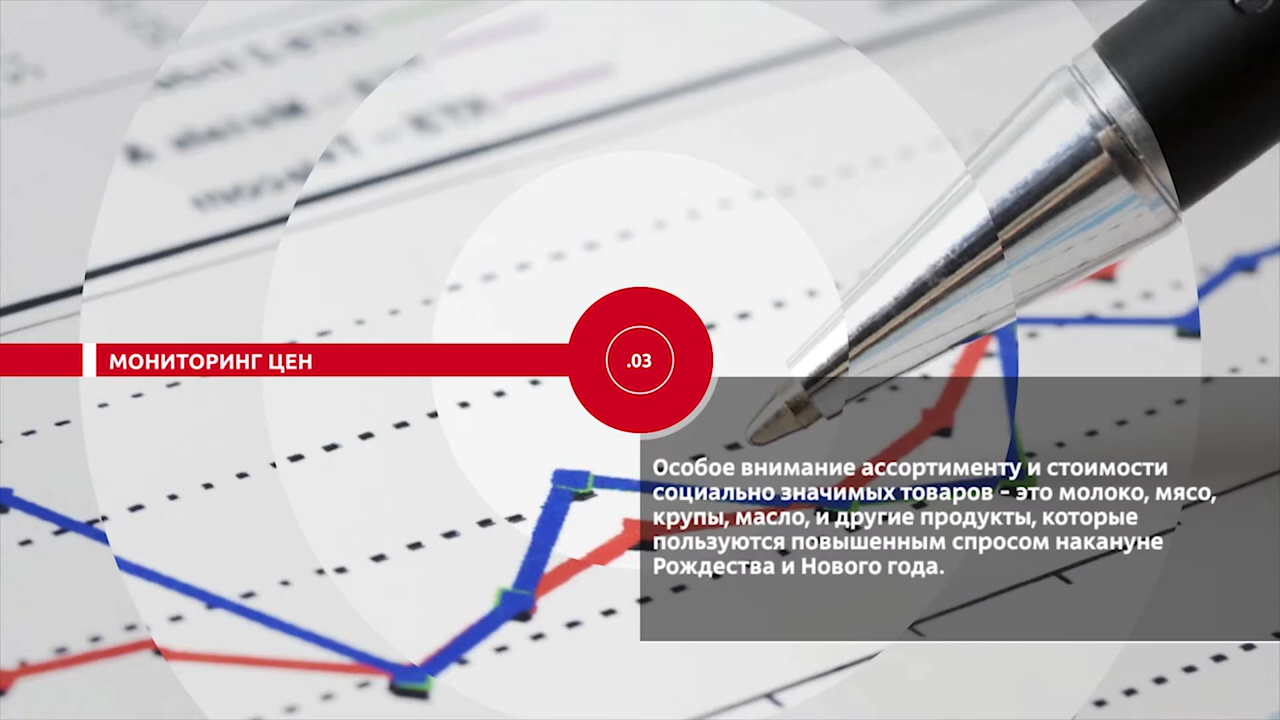 МОНИТОРИНГ ЦЕН
.03
Особое внимание ассортименту и стоимости
социально значимых товаров - это молоко, мясо,
крупы, масло, и другие продукты, которые
пользуются повышенным спросом накануне
Рождества и Нового года.